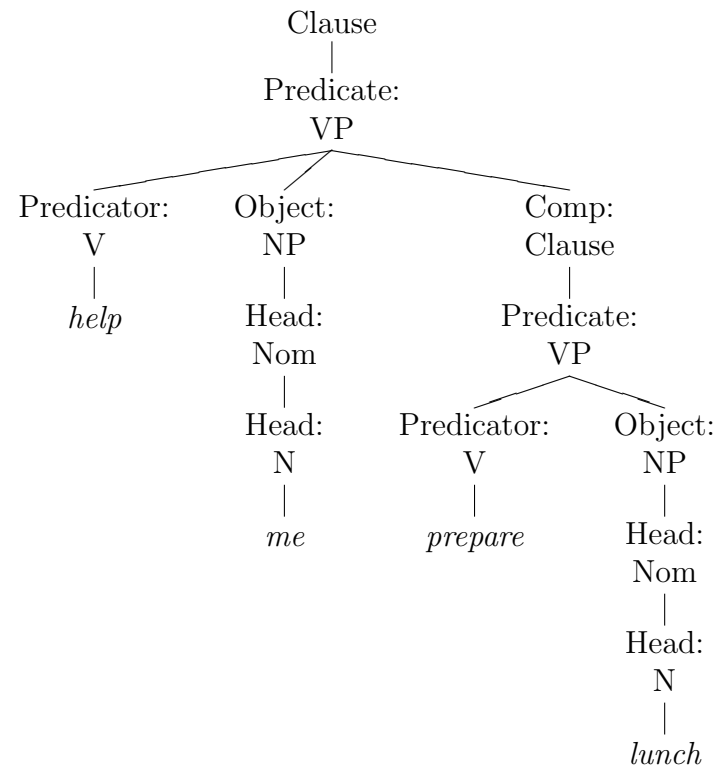 Clause
Predicate:
VP
Predicator: Object: Comp:
V NP Clause
help Head: Predicate:
Nom VP
Head: Predicator: Object:
N V NP
me prepare Head:
Nom
Head:
N
lunch